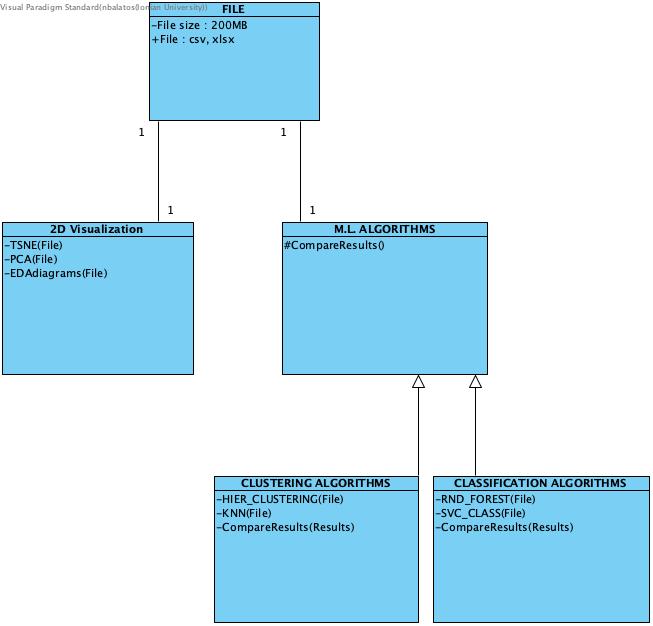 Visual Paradigm Standard(nbalatos(Ionian University))
FILE
-File size : 200MB
+File : csv, xlsx
1
1
1
1
2D Visualization
-TSNE(File)
-PCA(File)
-EDAdiagrams(File)
M.L. ALGORITHMS
#CompareResults()
CLUSTERING ALGORITHMS
-HIER_CLUSTERING(File)
-KNN(File)
-CompareResults(Results)
CLASSIFICATION ALGORITHMS
-RND_FOREST(File)
-SVC_CLASS(File)
-CompareResults(Results)